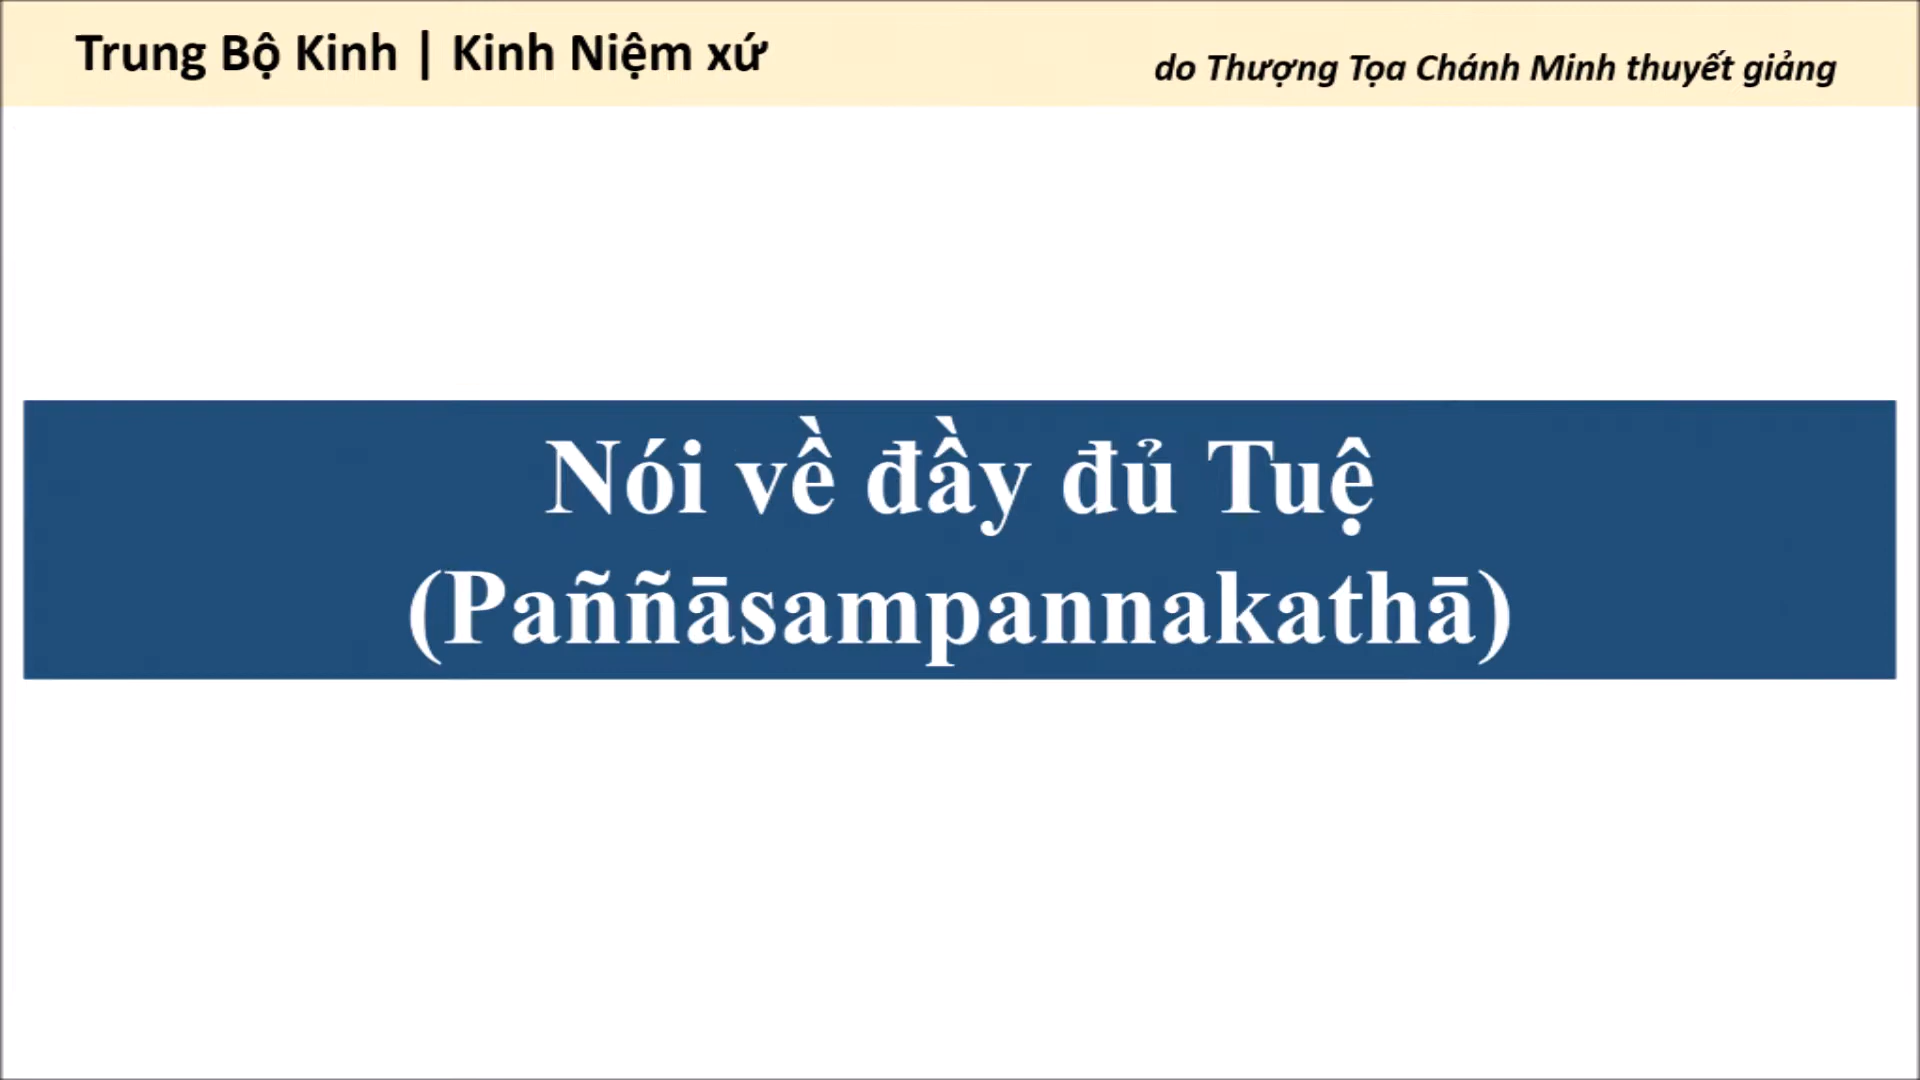 Trung Bộ Kinh | Kinh Niệm xứ
do Thượng Tọa Chánh Minh thuyết giảng
Nói về đầy đủ Tuệ
(Paññāsampannakathā)